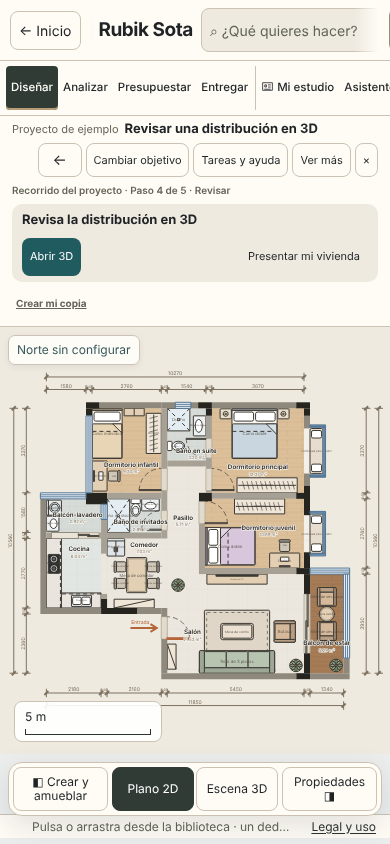 ← Inicio
Rubik Sota
¿Qué quieres hacer?
Diseñar
Analizar
Presupuestar
Entregar
Mi estudio
Asistent
Proyecto de ejemplo Revisar una distribución en 3D
←
Cambiar objetivo
Tareas y ayuda
Ver más
×
Recorrido del proyecto · Paso 4 de 5 · Revisar
Revisa la distribución en 3D
Abrir 3D
Presentar mi vivienda
Crear mi copia
Norte sin configurar
10270
1580
2760
1540
3670
Baño en suite
Dormitorio infantil
Dormitorio principal
Balcón-lavadero
Baño de invitados
Pasillo
Dormitorio juvenil
Cocina
Comedor
Entrada
Salón
Balcón de estar
2180
2160
5450
1340
11850
5 m
Crear y
amueblar
Plano 2D
Escena 3D
Propiedades
Pulsa o arrastra desde la biblioteca · un ded...
Legal y uso